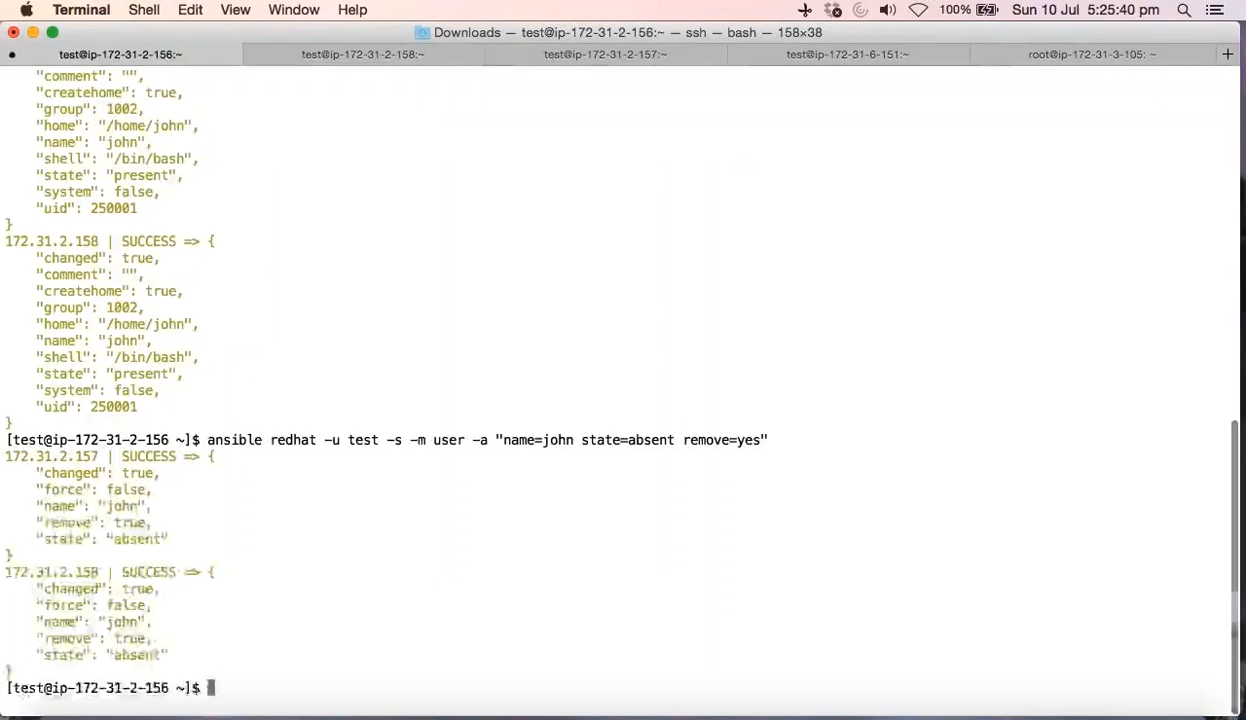 Terminal Shell Edit View Window Help 100% Sun 10 Jul 5:25:40 pm
Downloads — test@ip-172-31-2-156:~ — ssh — bash — 158×38
test@ip-172-31-2-156:~ test@ip-172-31-2-158:~ test@ip-172-31-2-157:~ test@ip-172-31-6-151:~ root@ip-172-31-3-105: ~ +
"comment": "",
"createhome": true,
"group": 1002,
"home": "/home/john",
"name": "john",
"shell": "/bin/bash",
"state": "present",
"system": false,
"uid": 250001
}
172.31.2.158 | SUCCESS => {
"changed": true,
"comment": "",
"createhome": true,
"group": 1002,
"home": "/home/john",
"name": "john",
"shell": "/bin/bash",
"state": "present",
"system": false,
"uid": 250001
}
[test@ip-172-31-2-156 ~]$ ansible redhat -u test -s -m user -a "name=john state=absent remove=yes"
172.31.2.157 | SUCCESS => {
"changed": true,
"force": false,
"name": "john",
"remove": true,
"state": "absent"
}
172.31.2.158 | SUCCESS => {
"changed": true,
"force": false,
"name": "john",
"remove": true,
"state": "absent"
}
[test@ip-172-31-2-156 ~]$